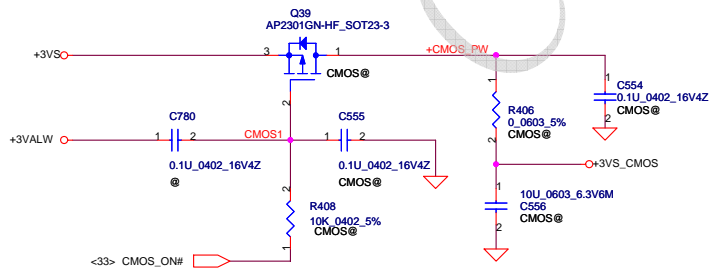 Q39
AP2301GN-HF_SOT23-3
+3VS
3
1
+CMOS_PW
CMOS@
2
1
1
C554
0.1U_0402_16V4Z
CMOS@
2
R406
0_0603_5%
CMOS@
2
C780
C555
+3VALW
1
2
CMOS1
1
2
0.1U_0402_16V4Z
@
0.1U_0402_16V4Z
CMOS@
+3VS_CMOS
1
10U_0603_6.3V6M
C556
CMOS@
2
2
R408
10K_0402_5%
CMOS@
1
<33> CMOS_ON#